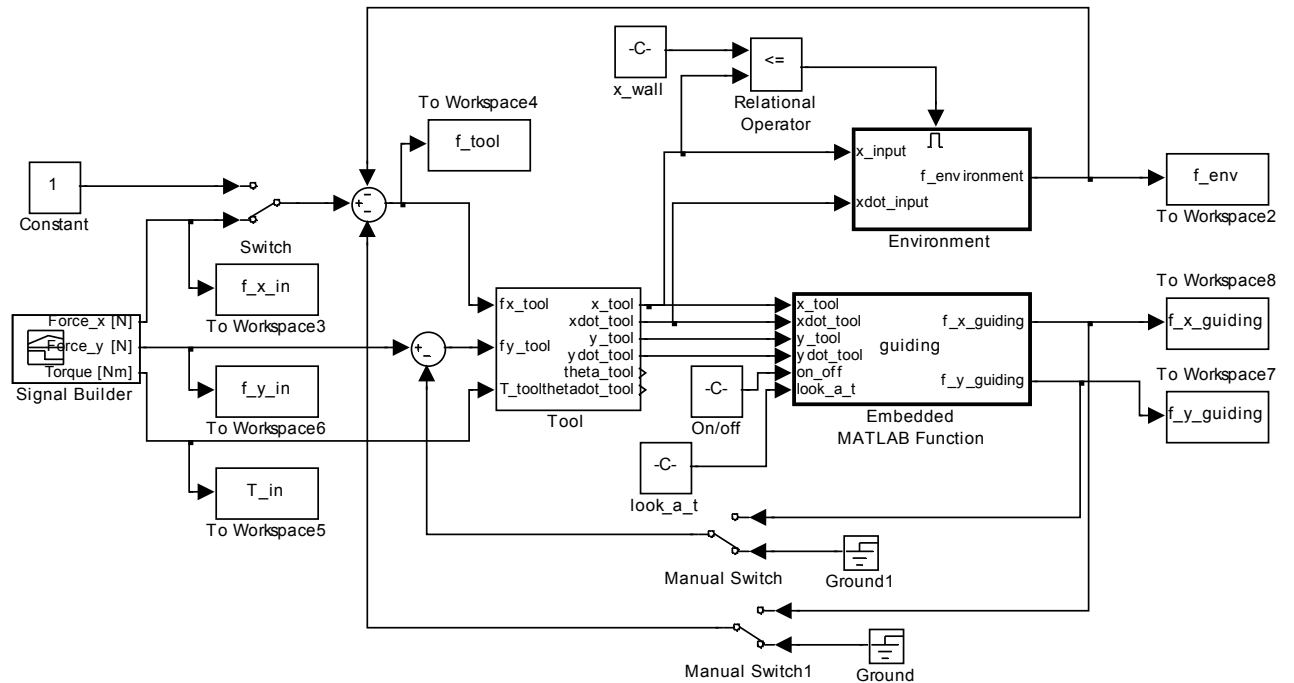 -C-
x_wall
<=
Relational
Operator
To Workspace4
f_tool
x_input
f_environment
xdot_input
Environment
f_env
To Workspace2
1
Constant
Switch
f_x_in
To Workspace3
Force_x [N]
Force_y [N]
Torque [Nm]
Signal Builder
f_y_in
To Workspace6
T_in
To Workspace5
fx_tool
fy_tool
T_tool
x_tool
xdot_tool
y_tool
ydot_tool
theta_tool
thetadot_tool
Tool
x_tool
xdot_tool
y_tool
ydot_tool
on_off
look_a_t
guiding
f_x_guiding
f_y_guiding
Embedded
MATLAB Function
To Workspace8
f_x_guiding
To Workspace7
f_y_guiding
-C-
On/off
-C-
look_a_t
Manual Switch
Ground1
Manual Switch1
Ground